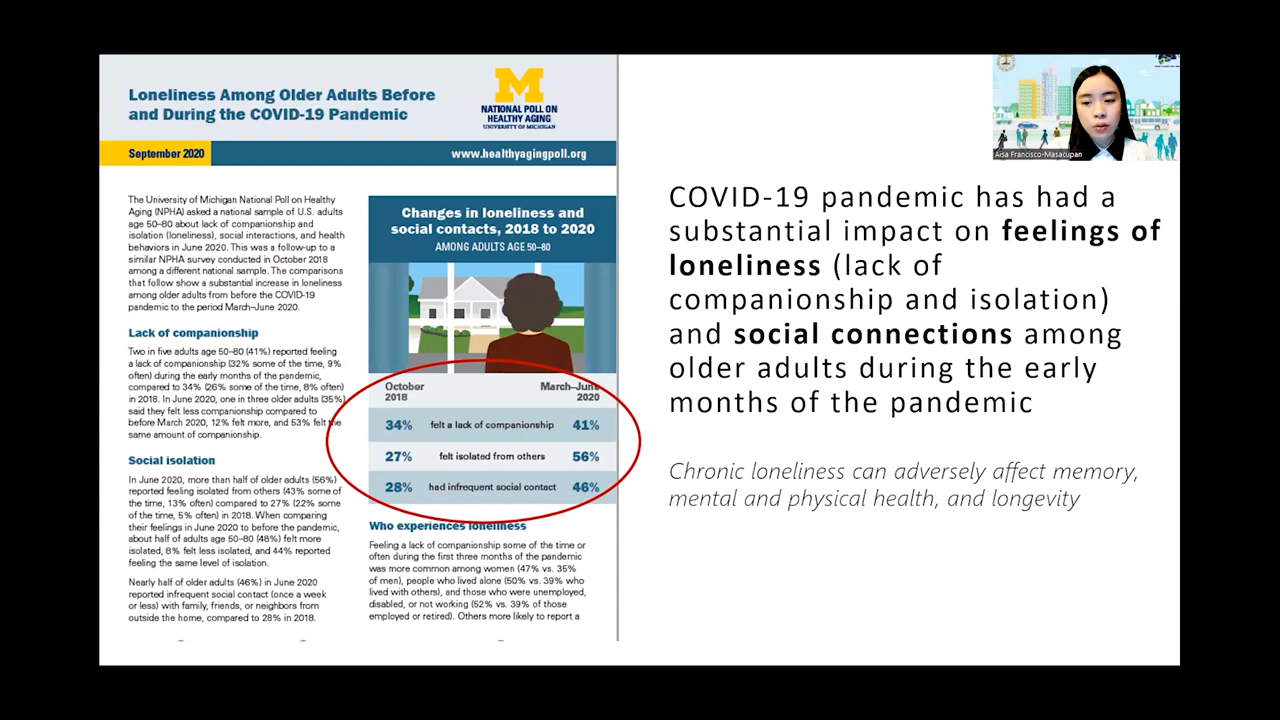 Loneliness Among Older Adults Before
and During the COVID-19 Pandemic
M
NATIONAL POLL ON
HEALTHY AGING
UNIVERSITY OF MICHIGAN
September 2020
www.healthyagingpoll.org
The University of Michigan National Poll on Healthy
Aging (NPHA) asked a national sample of U.S. adults
age 50–80 about lack of companionship and
isolation (loneliness), social interactions, and health
behaviors in June 2020. This was a follow-up to a
similar NPHA survey conducted in October 2018
among a different national sample. The comparisons
that follow show a substantial increase in loneliness
among older adults from before the COVID-19
pandemic to the period March–June 2020.
Lack of companionship
Two in five adults age 50–80 (41%) reported feeling
a lack of companionship (32% some of the time, 9%
often) during the early months of the pandemic,
compared to 34% (26% some of the time, 8% often)
in 2018. In June 2020, one in three older adults (35%)
said they felt less companionship compared to
before March 2020, 12% felt more, and 53% felt the
same amount of companionship.
Social isolation
In June 2020, more than half of older adults (56%)
reported feeling isolated from others (43% some of
the time, 13% often) compared to 27% (22% some
of the time, 5% often) in 2018. When comparing
their feelings in June 2020 to before the pandemic,
about half of adults age 50–80 (48%) felt more
isolated, 8% felt less isolated, and 44% reported
feeling the same level of isolation.
Nearly half of older adults (46%) in June 2020
reported infrequent social contact (once a week
or less) with family, friends, or neighbors from
outside the home, compared to 28% in 2018.
Changes in loneliness and
social contacts, 2018 to 2020
AMONG ADULTS AGE 50–80
October
2018
March–June
2020
34% felt a lack of companionship 41%
27% felt isolated from others 56%
28% had infrequent social contact 46%
Who experiences loneliness
Feeling a lack of companionship some of the time or
often during the first three months of the pandemic
was more common among women (47% vs. 35%
of men), people who lived alone (50% vs. 39% who
lived with others), and those who were unemployed,
disabled, or not working (52% vs. 39% of those
employed or retired). Others more likely to report a
Aisa Francisco-Masacupan
COVID-19 pandemic has had a
substantial impact on feelings of
loneliness (lack of
companionship and isolation)
and social connections among
older adults during the early
months of the pandemic
Chronic loneliness can adversely affect memory,
mental and physical health, and longevity